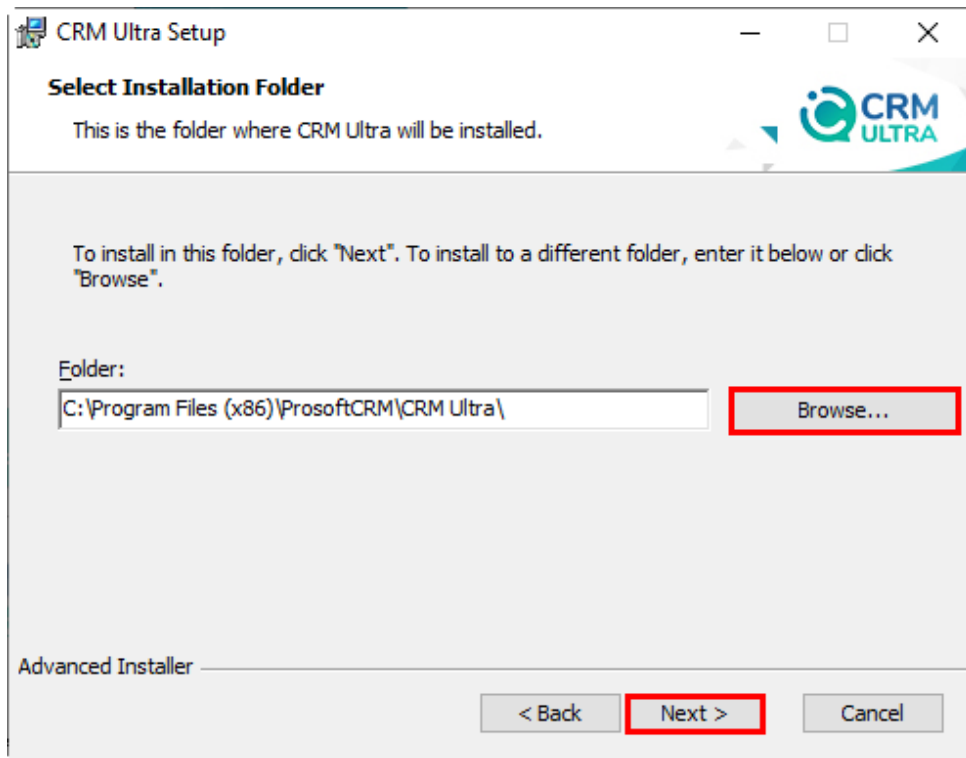 CRM Ultra Setup
Select Installation Folder
This is the folder where CRM Ultra will be installed.
CRM
ULTRA
To install in this folder, click "Next". To install to a different folder, enter it below or click
"Browse".
Folder:
C:\Program Files (x86)\ProsoftCRM\CRM Ultra\
Browse...
Advanced Installer
< Back
Next >
Cancel